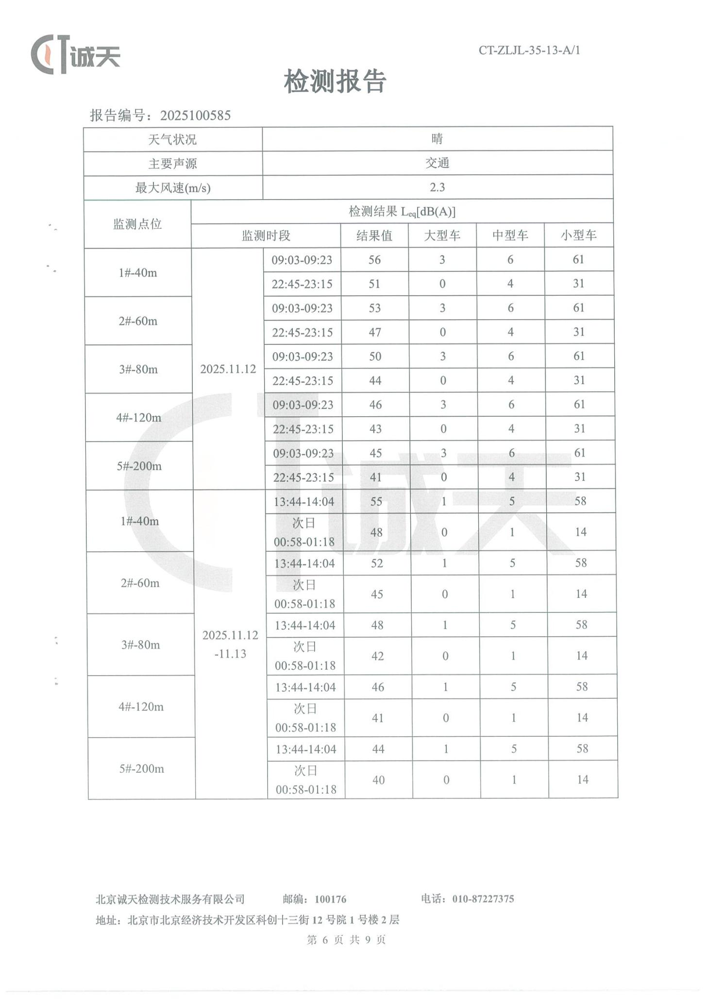 CT诚天
CT-ZLJL-35-13-A/1
检测报告
报告编号：2025100585
天气状况 晴
主要声源 交通
最大风速(m/s) 2.3
监测点位 检测结果 Leq[dB(A)]
监测时段 结果值 大型车 中型车 小型车
1#-40m 2025.11.12 09:03-09:23 56 3 6 61
22:45-23:15 51 0 4 31
2#-60m 09:03-09:23 53 3 6 61
22:45-23:15 47 0 4 31
3#-80m 09:03-09:23 50 3 6 61
22:45-23:15 44 0 4 31
4#-120m 09:03-09:23 46 3 6 61
22:45-23:15 43 0 4 31
5#-200m 09:03-09:23 45 3 6 61
22:45-23:15 41 0 4 31
1#-40m 2025.11.12 13:44-14:04 55 1 5 58
-11.13
次日
00:58-01:18 48 0 1 14
2#-60m 13:44-14:04 52 1 5 58
次日
00:58-01:18 45 0 1 14
3#-80m 13:44-14:04 48 1 5 58
次日
00:58-01:18 42 0 1 14
4#-120m 13:44-14:04 46 1 5 58
次日
00:58-01:18 41 0 1 14
5#-200m 13:44-14:04 44 1 5 58
次日
00:58-01:18 40 0 1 14
CT诚天
北京诚天检测技术服务有限公司 邮编：100176 电话：010-87227375
地址：北京市北京经济技术开发区科创十三街 12 号院 1 号楼 2 层
第 6 页 共 9 页